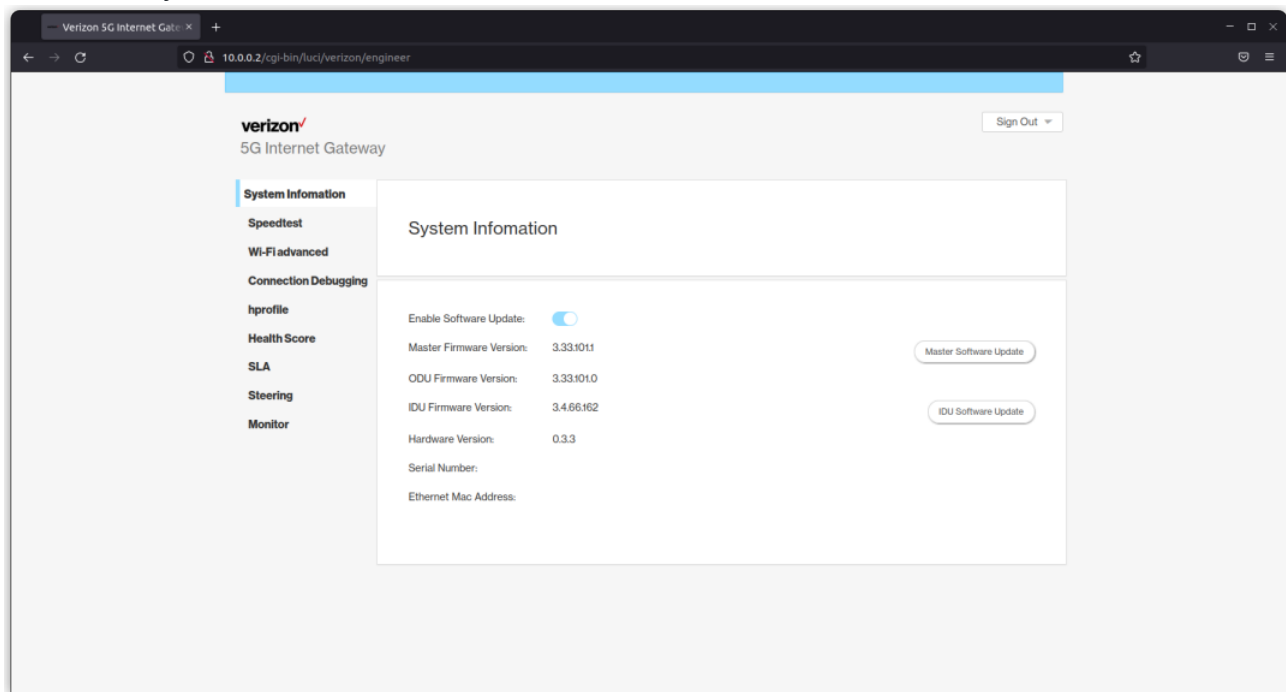 Verizon 5G Internet Gate
10.0.0.2/cgi-bin/luci/verizon/engineer
verizon
Sign Out
5G Internet Gateway
System Infomation
Speedtest
Wi-Fi advanced
Connection Debugging
hprofile
Health Score
SLA
Steering
Monitor
System Infomation
Enable Software Update:
Master Firmware Version: 3.33.101.1 Master Software Update
ODU Firmware Version: 3.33.101.0
IDU Firmware Version: 3.4.66.162 IDU Software Update
Hardware Version: 0.3.3
Serial Number:
Ethernet Mac Address: